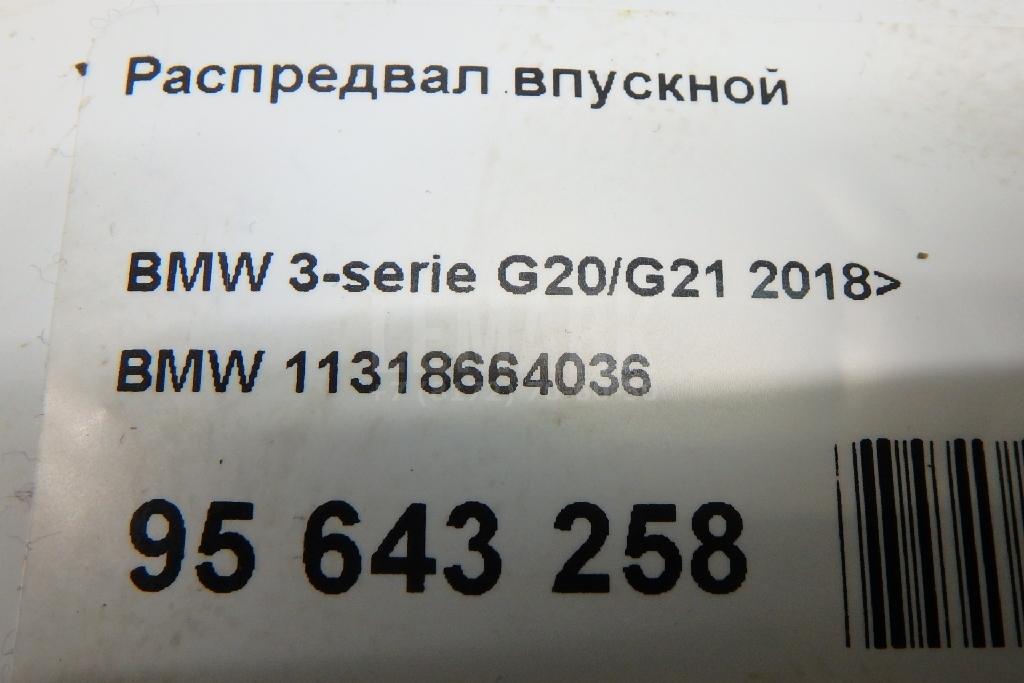 Распредвал впускной
BMW 3-serie G20/G21 2018>
BMW 11318664036
95 643 258